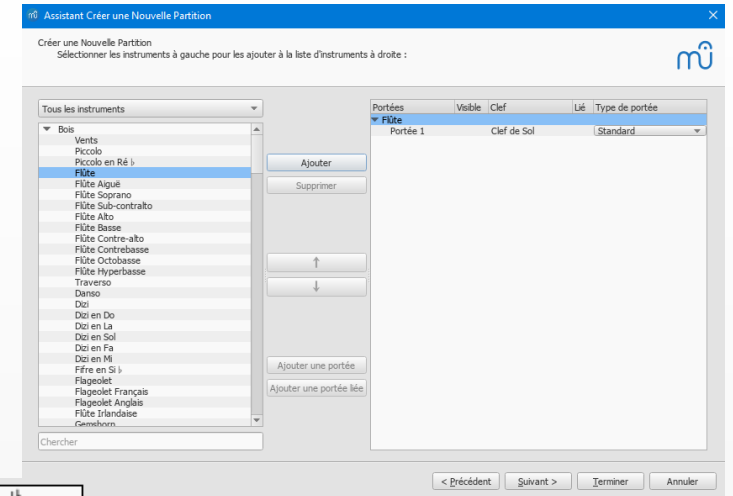 Assistant Créer une Nouvelle Partition
Créer une Nouvelle Partition
Sélectionner les instruments à gauche pour les ajouter à la liste d'instruments à droite :
Tous les instruments
Bois
Vents
Piccolo
Piccolo en Ré ♭
Flûte
Flûte Aiguë
Flûte Soprano
Flûte Sub-contralto
Flûte Alto
Flûte Basse
Flûte Contre-alto
Flûte Contrebasse
Flûte Octobasse
Flûte Hyperbasse
Traverso
Danso
Dizi
Dizi en Do
Dizi en La
Dizi en Sol
Dizi en Fa
Dizi en Mi
Fifre en Si ♭
Flageolet
Flageolet Français
Flageolet Anglais
Flûte Irlandaise
Gemshorn
Chercher
Ajouter
Supprimer
Ajouter une portée
Ajouter une portée liée
Portées Visible Clef Lié Type de portée
Flûte
Portée 1 Clef de Sol Standard
< Précédent Suivant > Terminer Annuler